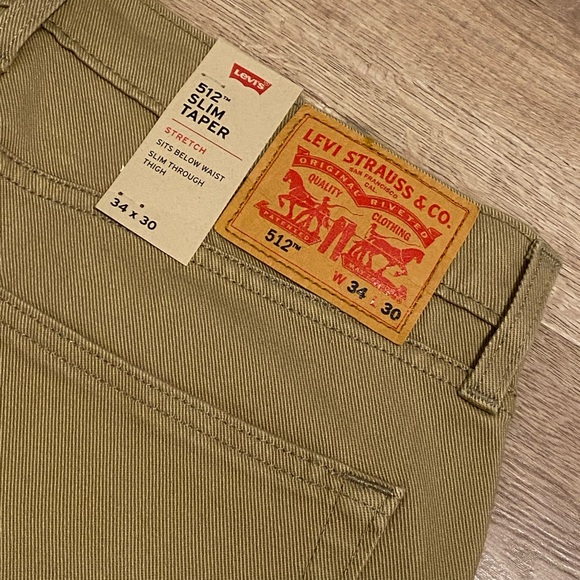 Levi's
512™
SLIM
TAPER
STRETCH
SITS BELOW WAIST
SLIM THROUGH
THIGH
34 x 30
LEVI STRAUSS & CO.
SAN FRANCISCO
CAL.
ORIGINAL RIVETED
QUALITY CLOTHING
PATENTED
512™
W 34 L 30